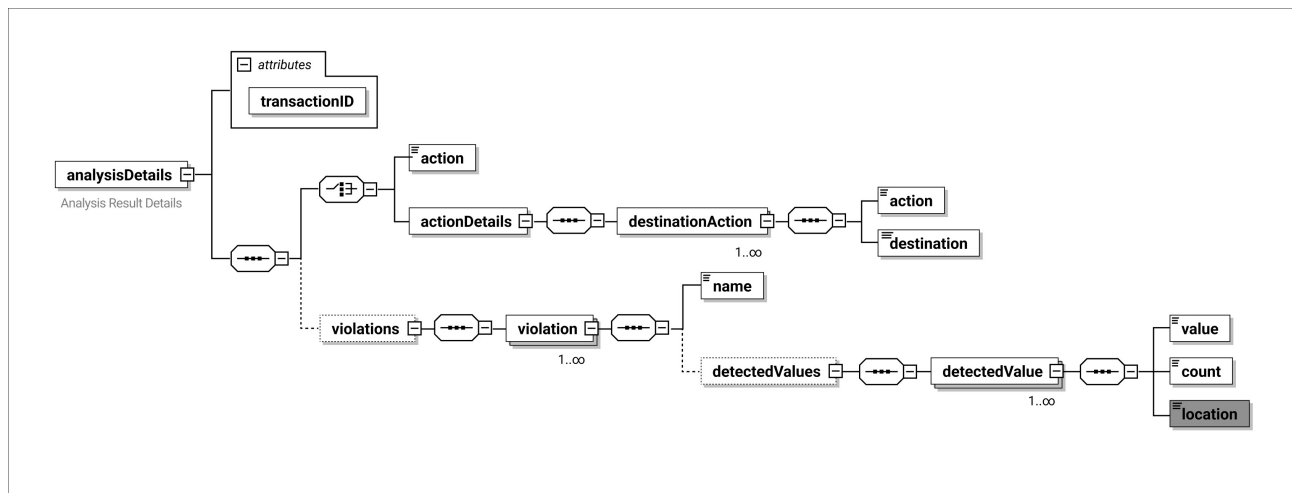 attributes
transactionID
analysisDetails
Analysis Result Details
action
actionDetails
destinationAction
1..∞
action
destination
violations
violation
1..∞
name
detectedValues
detectedValue
1..∞
value
count
location